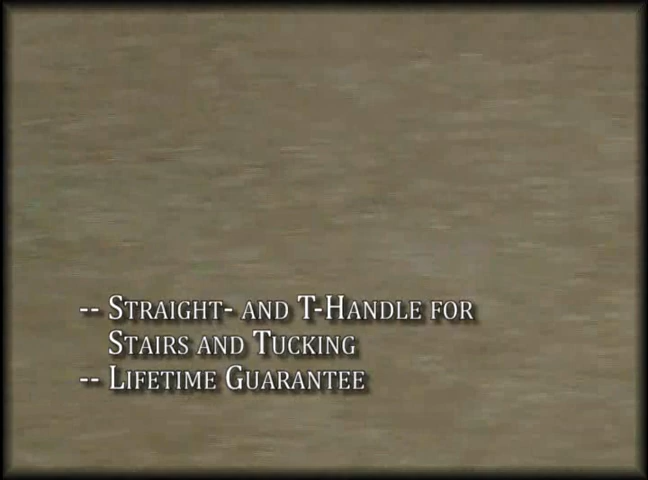 -- Straight- and T-Handle for
Stairs and Tucking
-- Lifetime Guarantee